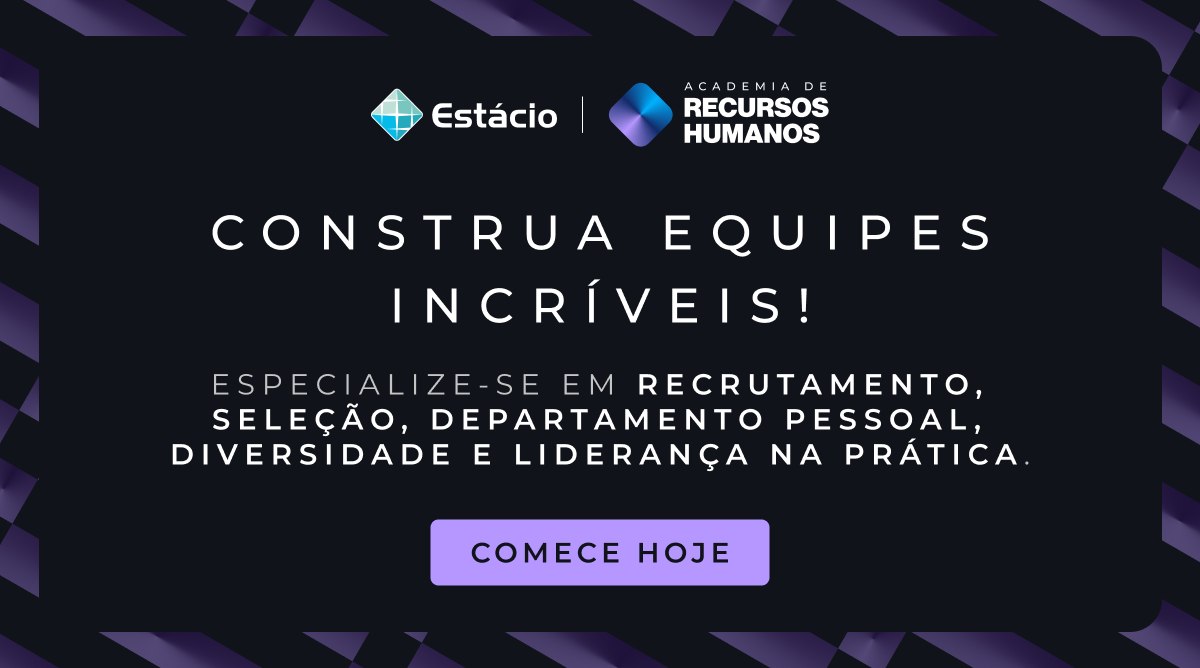 Estácio
ACADEMIA DE
RECURSOS
HUMANOS
CONSTRUA EQUIPES
INCRÍVEIS!
ESPECIALIZE-SE EM RECRUTAMENTO,
SELEÇÃO, DEPARTAMENTO PESSOAL,
DIVERSIDADE E LIDERANÇA NA PRÁTICA.
COMECE HOJE